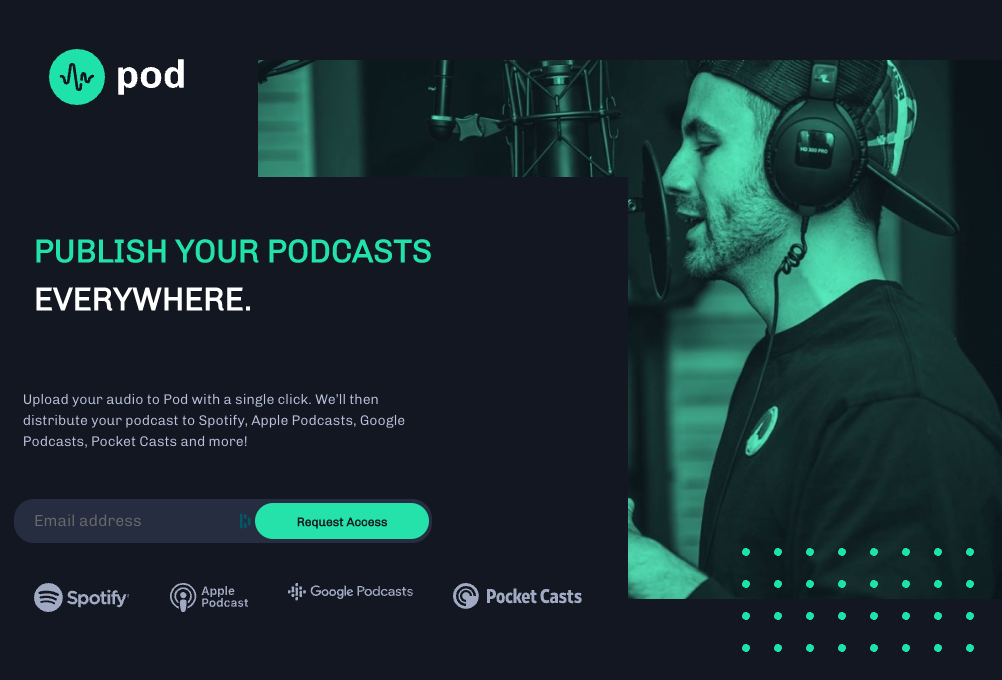 pod
HD 300 PRO
PUBLISH YOUR PODCASTS
EVERYWHERE.
Upload your audio to Pod with a single click. We’ll then
distribute your podcast to Spotify, Apple Podcasts, Google
Podcasts, Pocket Casts and more!
Email address
Request Access
Spotify
Apple
Podcast
Google Podcasts
Pocket Casts